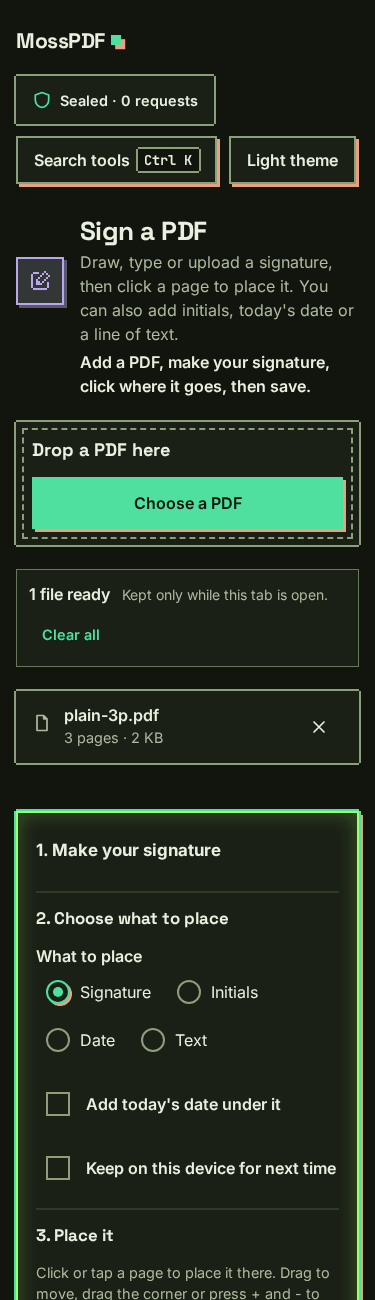 MossPDF
Sealed · 0 requests
Search tools Ctrl K
Light theme
Sign a PDF
Draw, type or upload a signature,
then click a page to place it. You
can also add initials, today's date or
a line of text.
Add a PDF, make your signature,
click where it goes, then save.
Drop a PDF here
Choose a PDF
1 file ready Kept only while this tab is open.
Clear all
plain-3p.pdf
3 pages · 2 KB
1. Make your signature
2. Choose what to place
What to place
Signature Initials
Date Text
Add today's date under it
Keep on this device for next time
3. Place it
Click or tap a page to place it there. Drag to
move, drag the corner or press + and - to